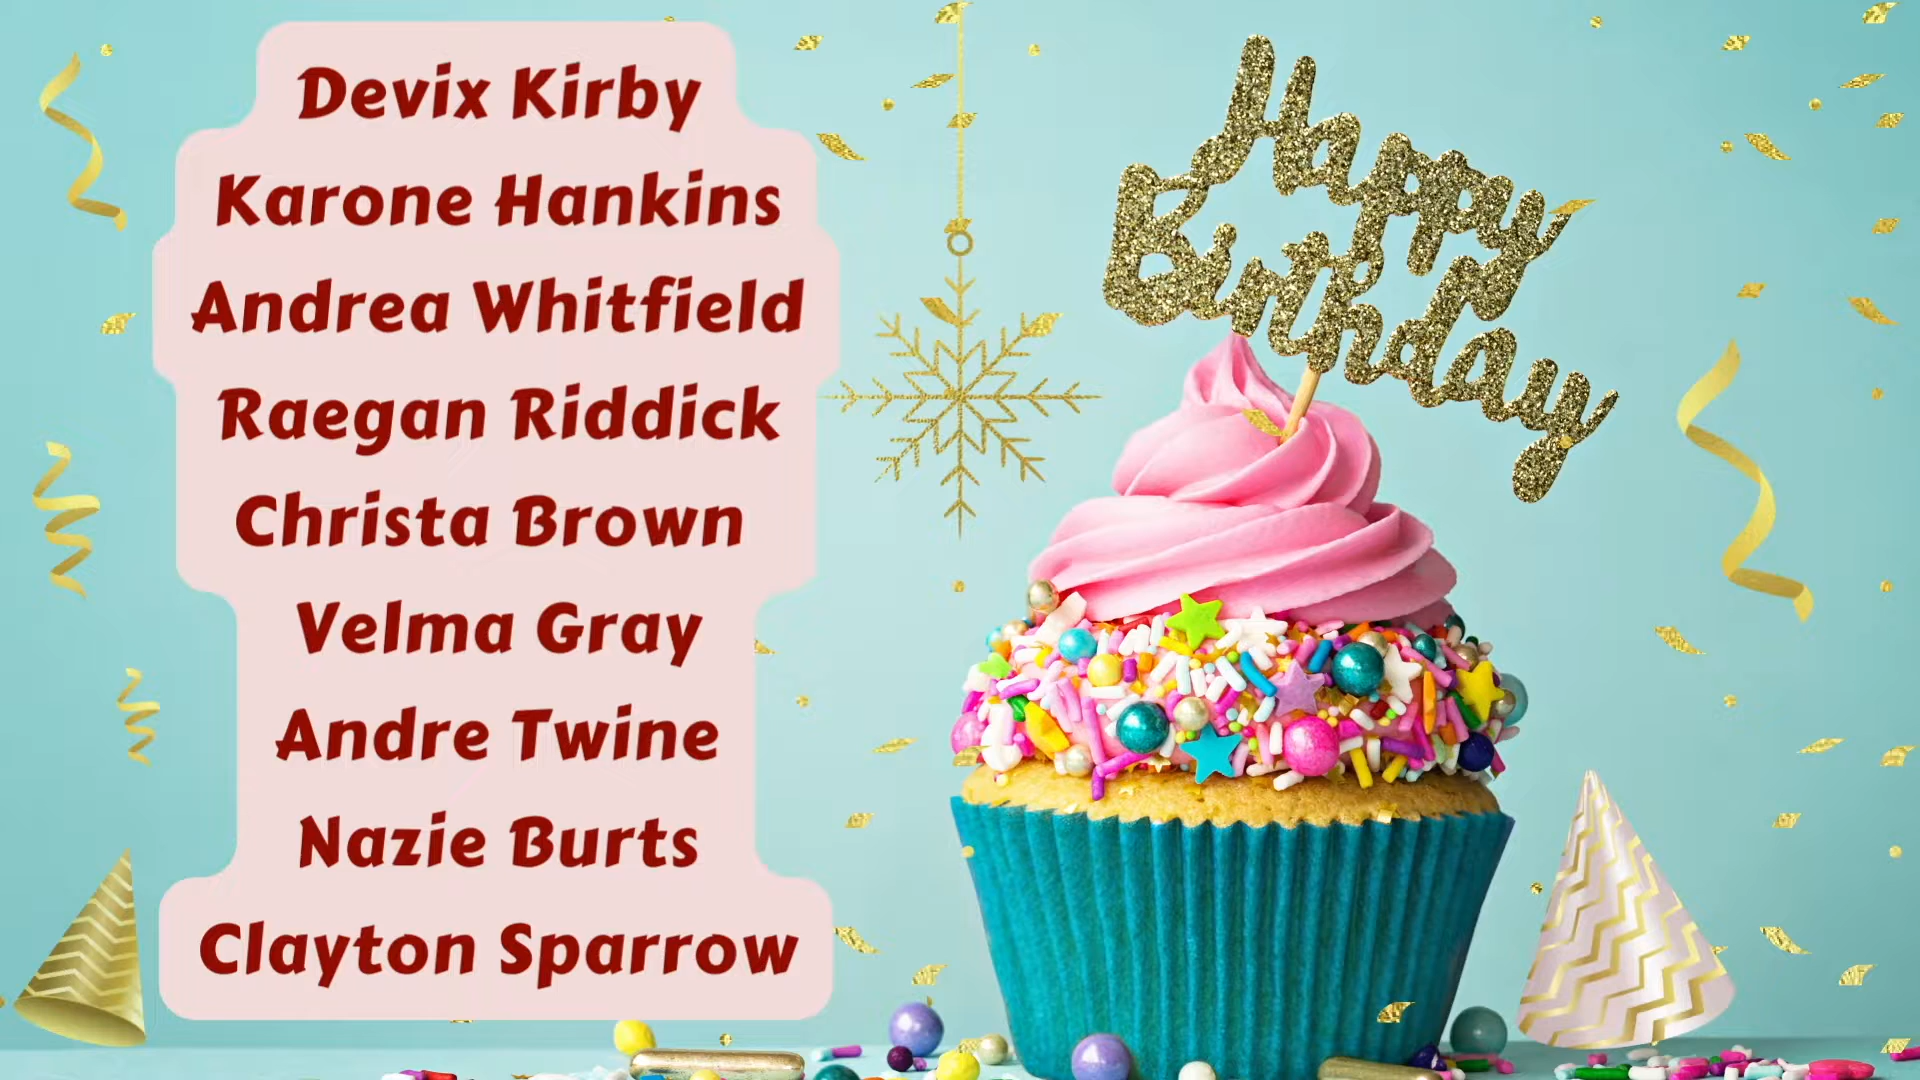 Devix Kirby
Karone Hankins
Andrea Whitfield
Raegan Riddick
Christa Brown
Velma Gray
Andre Twine
Nazie Burts
Clayton Sparrow
Happy
Birthday